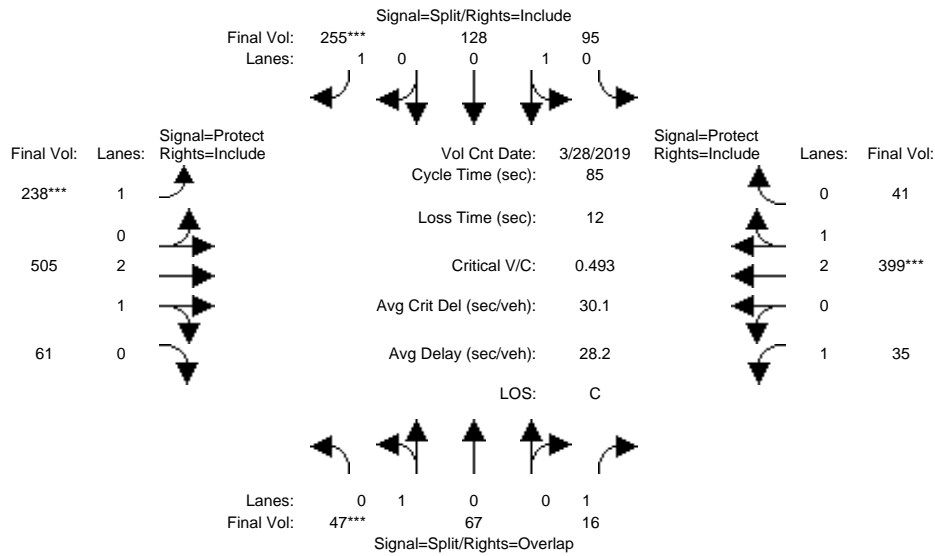 Signal=Split/Rights=Include
Final Vol: 255*** 128 95
Lanes: 1 0 0 1 0
Signal=Protect
Final Vol: Lanes: Rights=Include
Vol Cnt Date: 3/28/2019
Signal=Protect
Rights=Include Lanes: Final Vol:
Cycle Time (sec): 85
238*** 1
0 41
Loss Time (sec): 12
0
1
505 2
Critical V/C: 0.493
2 399***
1
Avg Crit Del (sec/veh): 30.1
0
61 0
Avg Delay (sec/veh): 28.2
1 35
LOS: C
Lanes: 0 1 0 0 1
Final Vol: 47*** 67 16
Signal=Split/Rights=Overlap